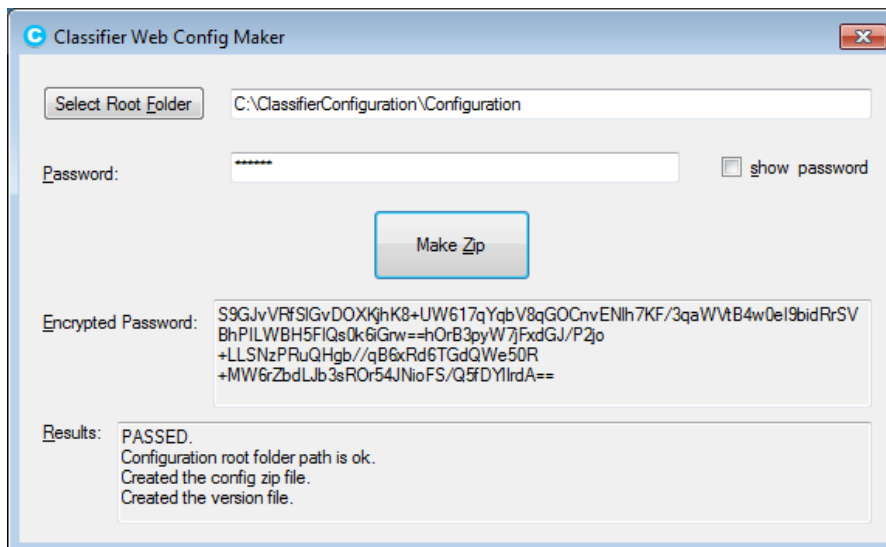 Classifier Web Config Maker
Select Root Folder
C:\ClassifierConfiguration\Configuration
Password:
******
show password
Make Zip
Encrypted Password:
S9GJvVRfSlGvDOXKjhK8+UW617qYqbV8qGOCnvENlh7KF/3qaWVtB4w0eI9bidRrSV
BhPILWBH5FlQs0k6iGrw==hOrB3pyW7jFxdGJ/P2jo
+LLSNzPRuQHgb//qB6xRd6TGdQWe50R
+MW6rZbdLJb3sROr54JNioFS/Q5fDYlIrdA==
Results:
PASSED.
Configuration root folder path is ok.
Created the config zip file.
Created the version file.